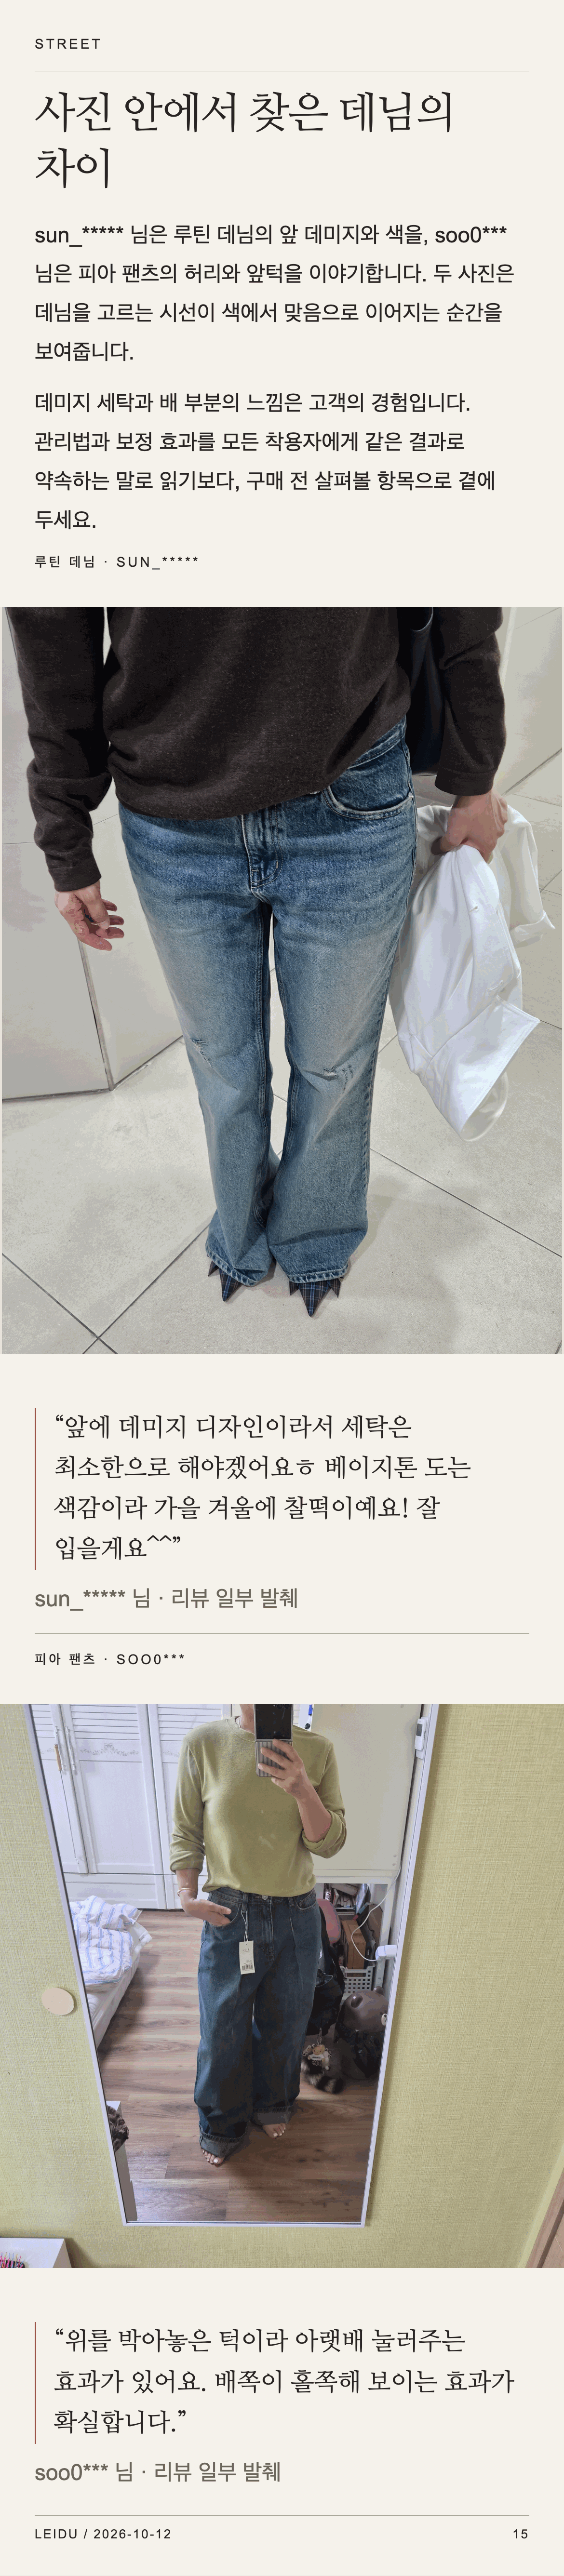 STREET
사진 안에서 찾은 데님의
차이
sun_***** 님은 루틴 데님의 앞 데미지와 색을, soo0***
님은 피아 팬츠의 허리와 앞턱을 이야기합니다. 두 사진은
데님을 고르는 시선이 색에서 맞음으로 이어지는 순간을
보여줍니다.
데미지 세탁과 배 부분의 느낌은 고객의 경험입니다.
관리법과 보정 효과를 모든 착용자에게 같은 결과로
약속하는 말로 읽기보다, 구매 전 살펴볼 항목으로 곁에
두세요.
루틴 데님 · SUN_*****
“앞에 데미지 디자인이라서 세탁은
최소한으로 해야겠어요ㅎ 베이지톤 도는
색감이라 가을 겨울에 찰떡이예요! 잘
입을게요^^”
sun_***** 님 · 리뷰 일부 발췌
피아 팬츠 · SOO0***
“위를 박아놓은 턱이라 아랫배 눌러주는
효과가 있어요. 배쪽이 홀쭉해 보이는 효과가
확실합니다.”
soo0*** 님 · 리뷰 일부 발췌
LEIDU / 2026-10-12
15